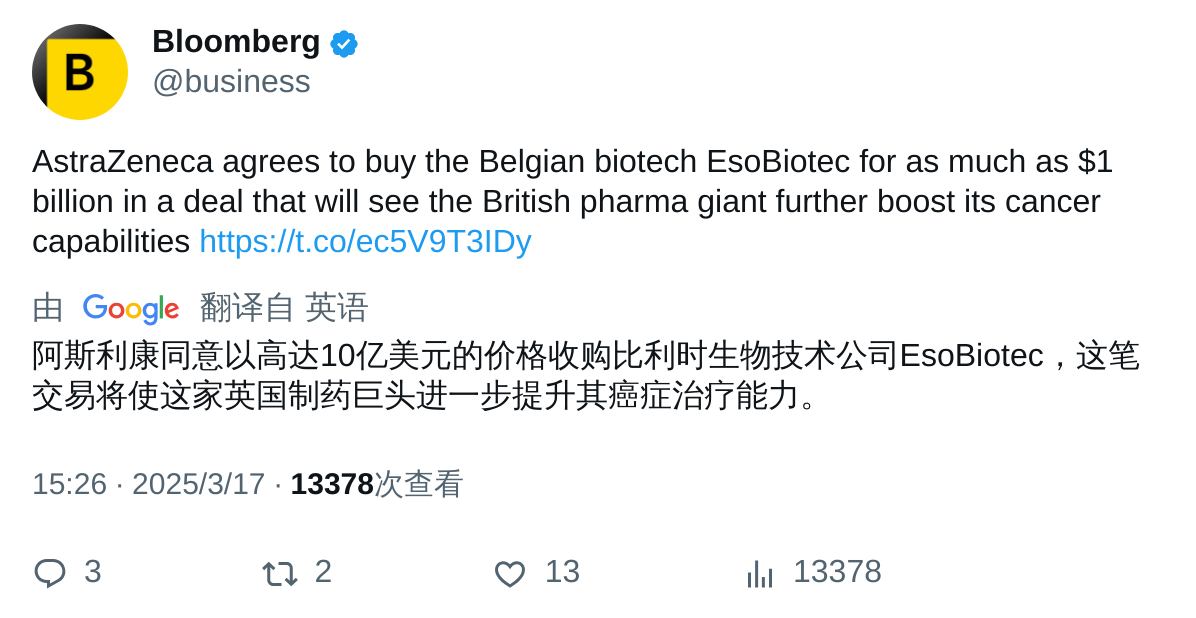 B
Bloomberg
@business
AstraZeneca agrees to buy the Belgian biotech EsoBiotec for as much as $1
billion in a deal that will see the British pharma giant further boost its cancer
capabilities https://t.co/ec5V9T3IDy
由 Google 翻译自 英语
阿斯利康同意以高达10亿美元的价格收购比利时生物技术公司EsoBiotec，这笔
交易将使这家英国制药巨头进一步提升其癌症治疗能力。
15:26 · 2025/3/17 · 13378次查看
3 2 13 13378